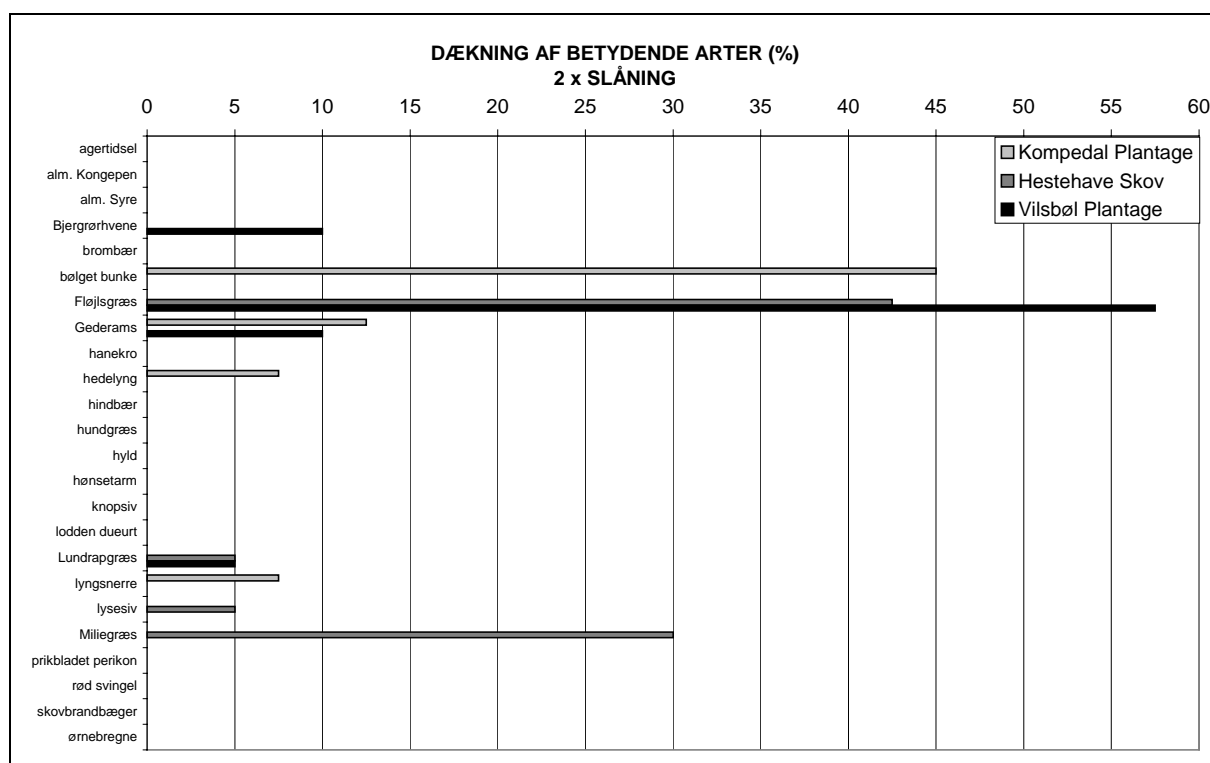 DÆKNING AF BETYDENDE ARTER (%)
2 x SLÅNING
0 5 10 15 20 25 30 35 40 45 50 55 60
agertidsel
alm. Kongepen
alm. Syre
Bjergrørhvene
brombær
bølget bunke
Fløjlsgræs
Gederams
hanekro
hedelyng
hindbær
hundgræs
hyld
hønsetarm
knopsiv
lodden dueurt
Lundrapgræs
lyngsnerre
lysesiv
Miliegræs
prikbladet perikon
rød svingel
skovbrandbæger
ørnebregne
Kompedal Plantage
Hestehave Skov
Vilsbøl Plantage